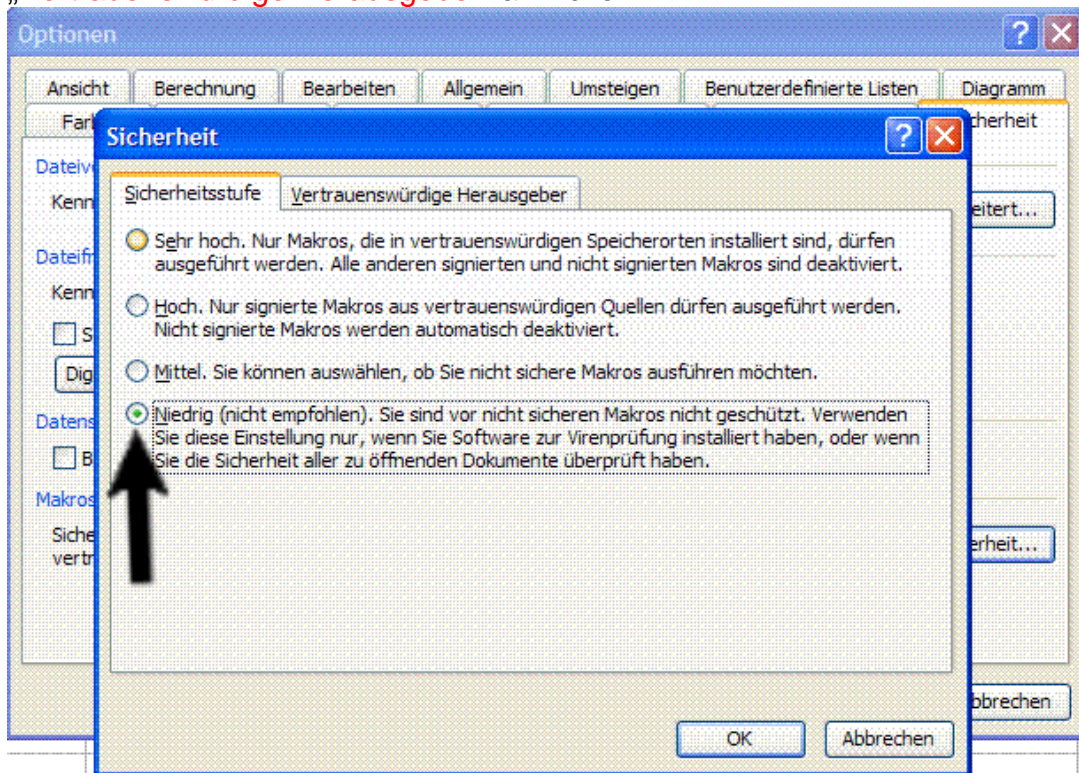 Optionen
Ansicht Berechnung Bearbeiten Allgemein Umsteigen Benutzerdefinierte Listen Diagramm
Sicherheit
Sicherheitsstufe Vertrauenswürdige Herausgeber
Sehr hoch. Nur Makros, die in vertrauenswürdigen Speicherorten installiert sind, dürfen
ausgeführt werden. Alle anderen signierten und nicht signierten Makros sind deaktiviert.
Hoch. Nur signierte Makros aus vertrauenswürdigen Quellen dürfen ausgeführt werden.
Nicht signierte Makros werden automatisch deaktiviert.
Mittel. Sie können auswählen, ob Sie nicht sichere Makros ausführen möchten.
Niedrig (nicht empfohlen). Sie sind vor nicht sicheren Makros nicht geschützt. Verwenden
Sie diese Einstellung nur, wenn Sie Software zur Virenprüfung installiert haben, oder wenn
Sie die Sicherheit aller zu öffnenden Dokumente überprüft haben.
Makros
OK Abbrechen